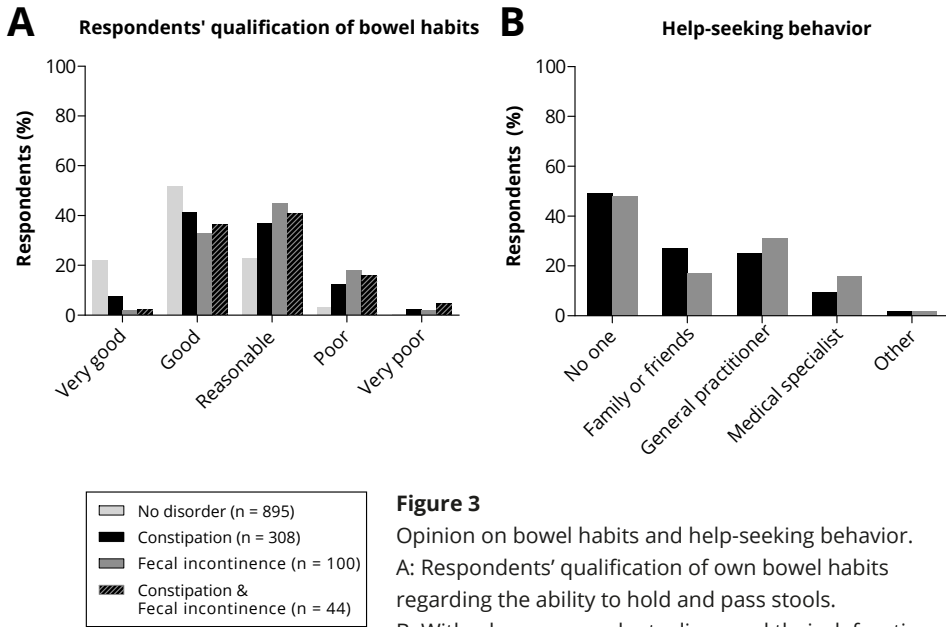 A
Respondents' qualification of bowel habits
Respondents (%)
100
80
60
40
20
0
Very good
Good
Reasonable
Poor
Very poor
B
Help-seeking behavior
Respondents (%)
100
80
60
40
20
0
No one
Family or friends
General practitioner
Medical specialist
Other
No disorder (n = 895)
Constipation (n = 308)
Fecal incontinence (n = 100)
Constipation &
Fecal incontinence (n = 44)
Figure 3
Opinion on bowel habits and help-seeking behavior.
A: Respondents’ qualification of own bowel habits
regarding the ability to hold and pass stools.